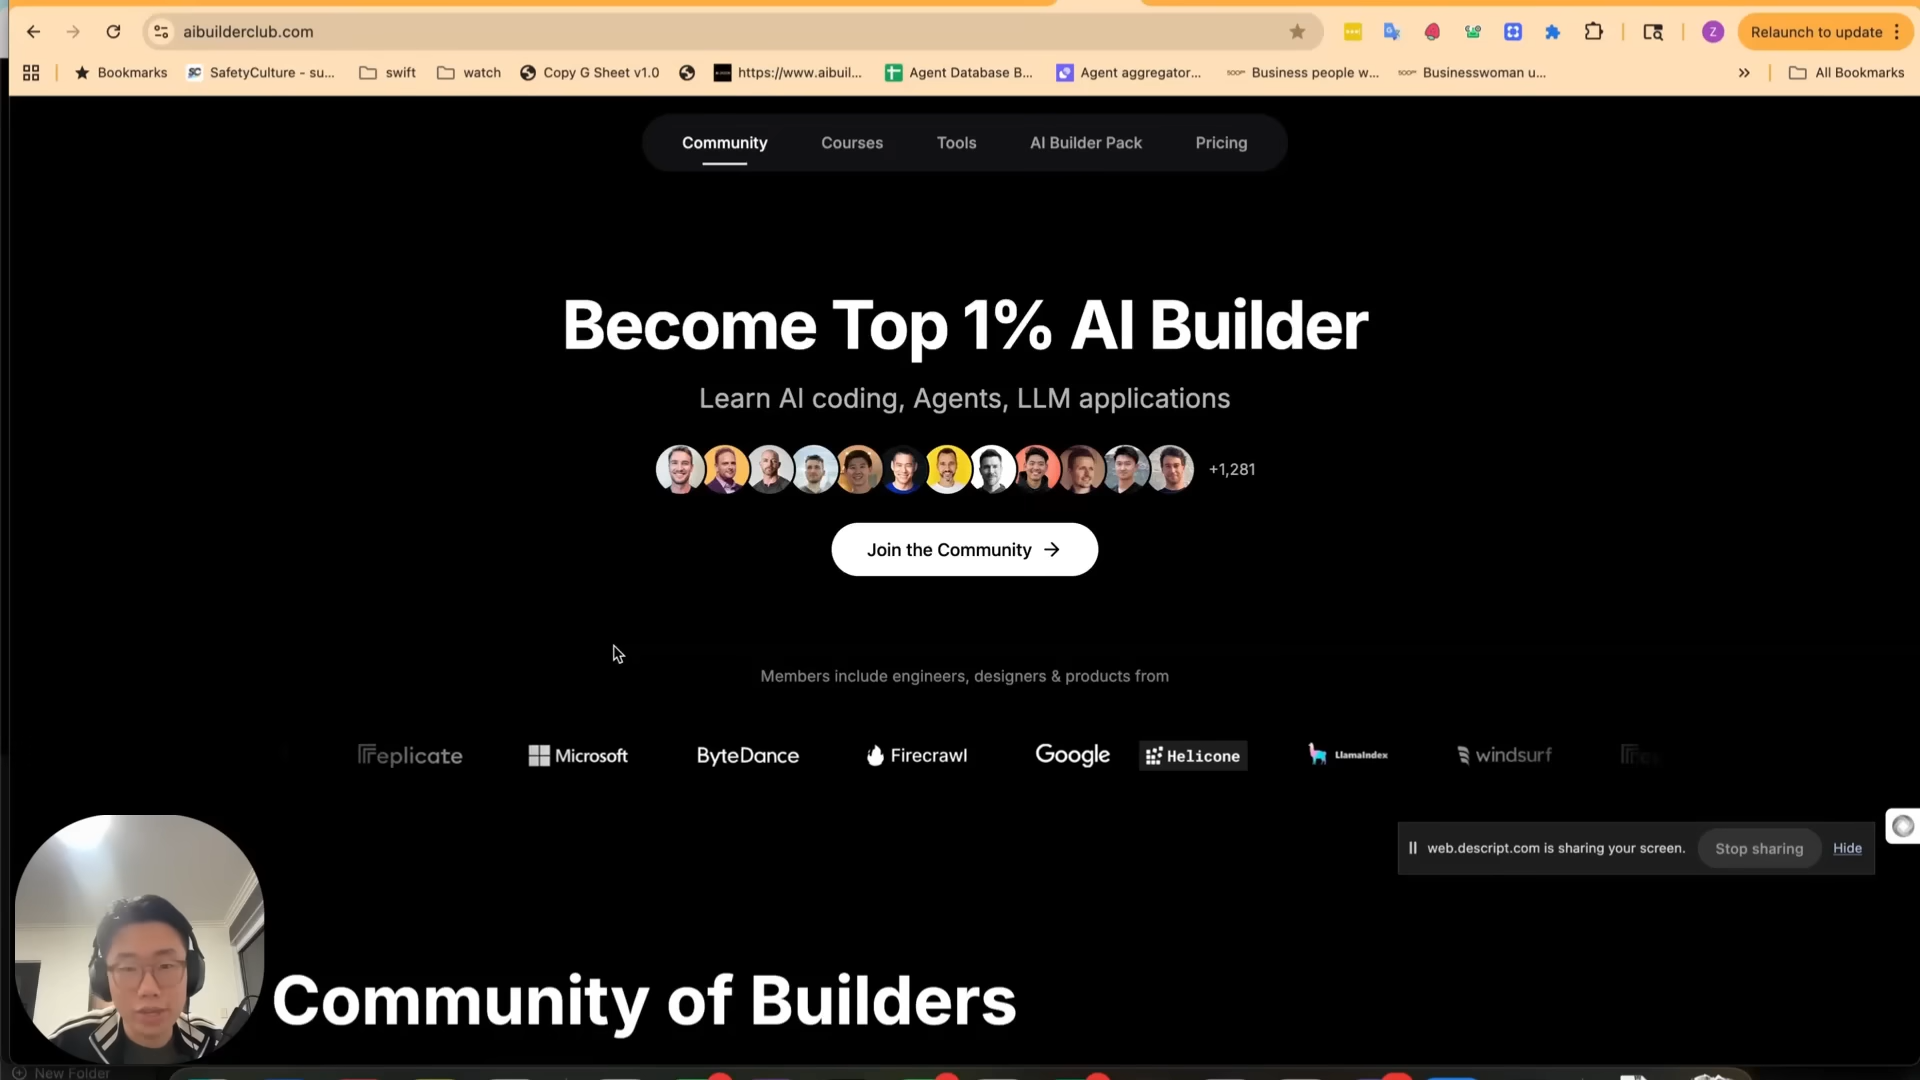 aibuilderclub.com
Z
Relaunch to update
Bookmarks
SC
SafetyCulture - su...
swift
watch
Copy G Sheet v1.0
https://www.aibuil...
Agent Database B...
Agent aggregator...
Business people w...
Businesswoman u...
All Bookmarks
Community
Courses
Tools
AI Builder Pack
Pricing
Become Top 1% AI Builder
Learn AI coding, Agents, LLM applications
+1,281
Join the Community →
Members include engineers, designers & products from
replicate
Microsoft
ByteDance
Firecrawl
Google
Helicone
LlamaIndex
windsurf
web.descript.com is sharing your screen.
Stop sharing
Hide
Community of Builders
New Folder